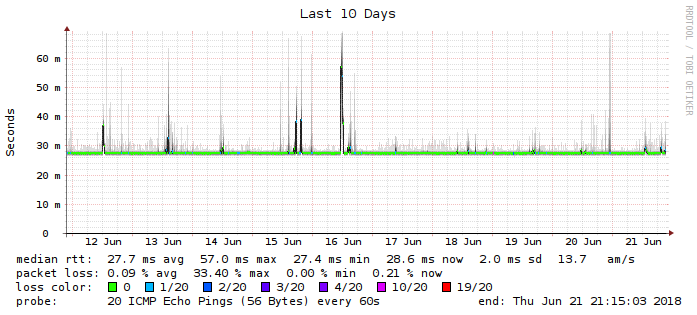 Last 10 Days
RRDTOOL / TOBI OETIKER
Seconds
60 m
50 m
40 m
30 m
20 m
10 m
0
12 Jun 13 Jun 14 Jun 15 Jun 16 Jun 17 Jun 18 Jun 19 Jun 20 Jun 21 Jun
median rtt: 27.7 ms avg 57.0 ms max 27.4 ms min 28.6 ms now 2.0 ms sd 13.7 am/s
packet loss: 0.09 % avg 33.40 % max 0.00 % min 0.21 % now
loss color: 0 1/20 2/20 3/20 4/20 10/20 19/20
probe: 20 ICMP Echo Pings (56 Bytes) every 60s end: Thu Jun 21 21:15:03 2018